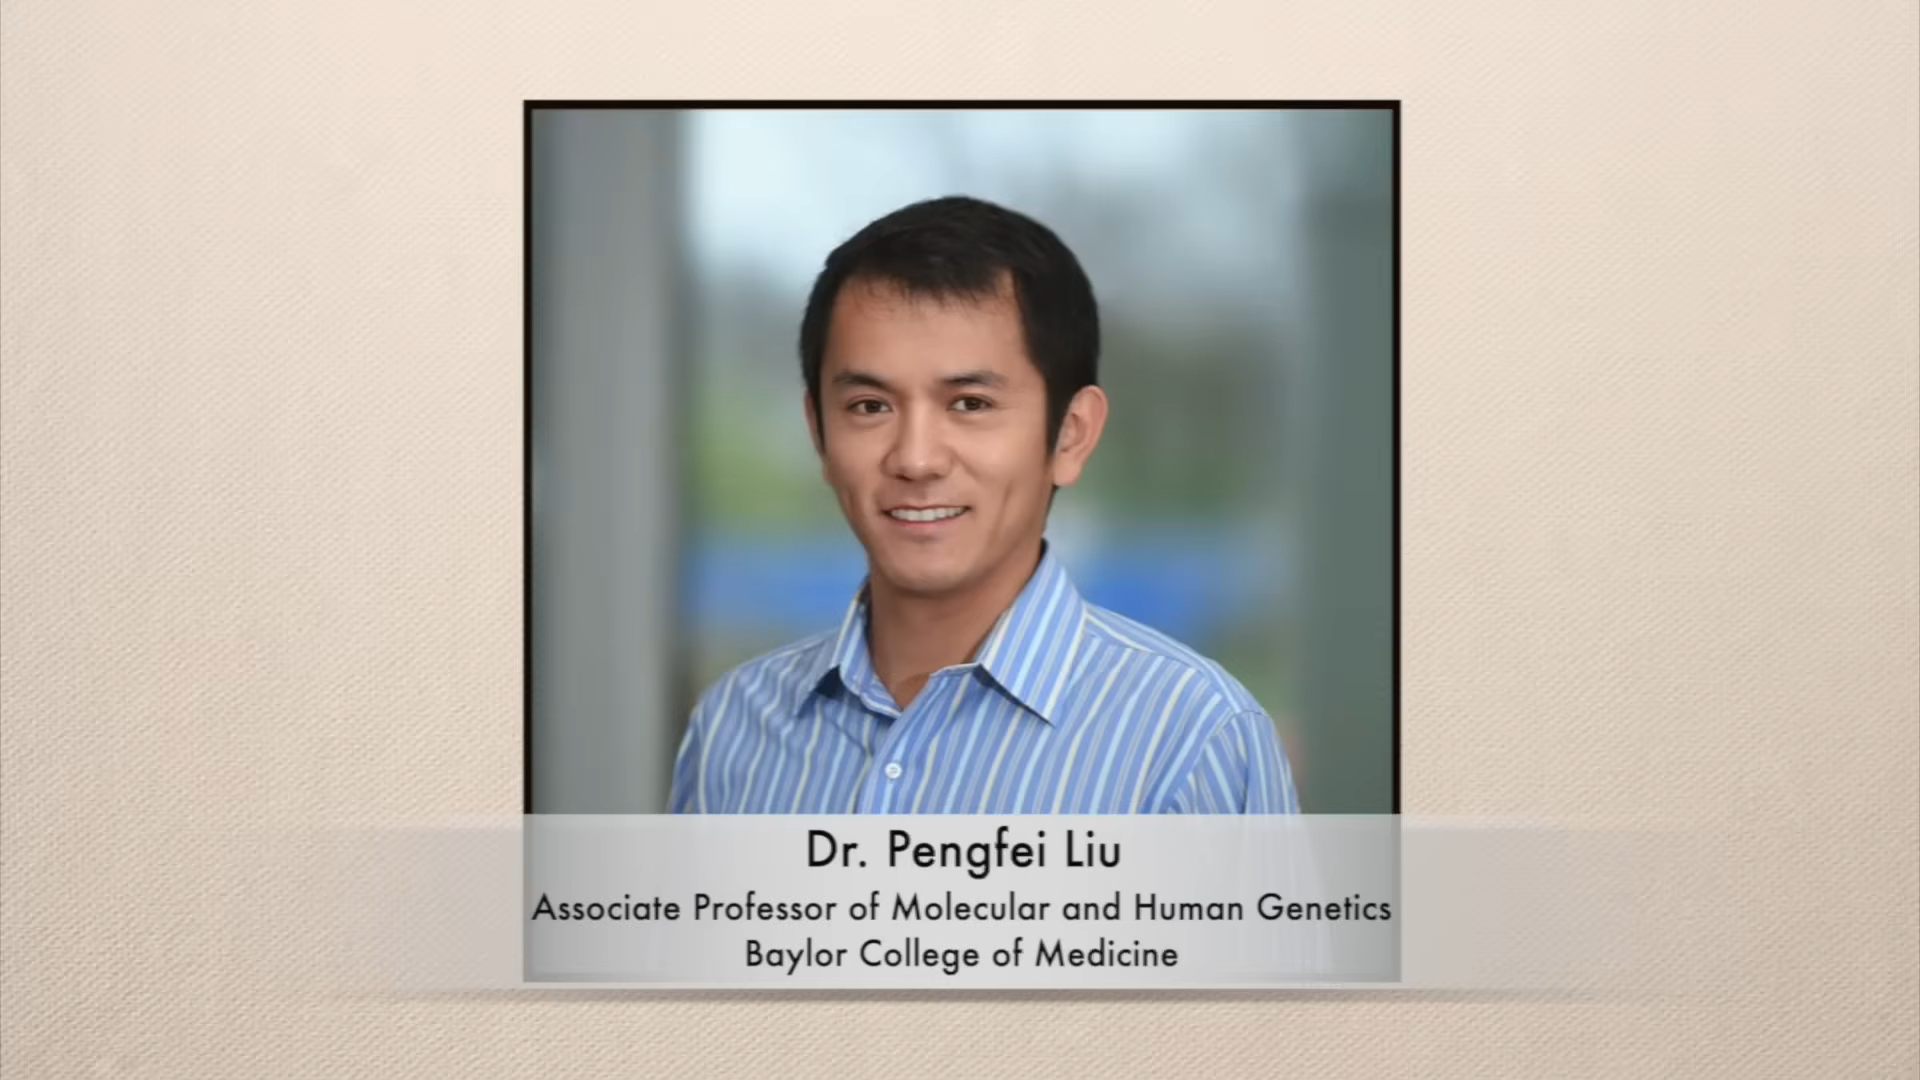 Dr. Pengfei Liu
Associate Professor of Molecular and Human Genetics
Baylor College of Medicine